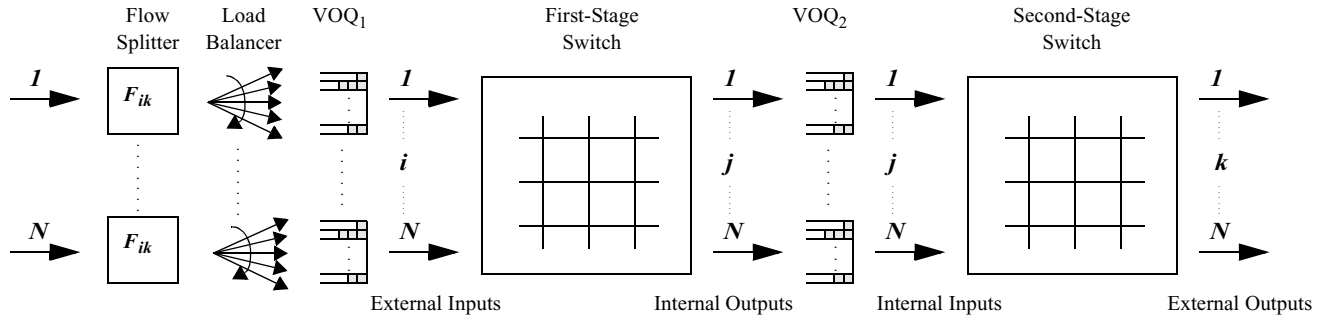 Flow Splitter
Load Balancer
VOQ1
First-Stage Switch
VOQ2
Second-Stage Switch
1
Fik
1
1
1
1
i
j
j
k
N
Fik
N
N
N
N
External Inputs
Internal Outputs
Internal Inputs
External Outputs